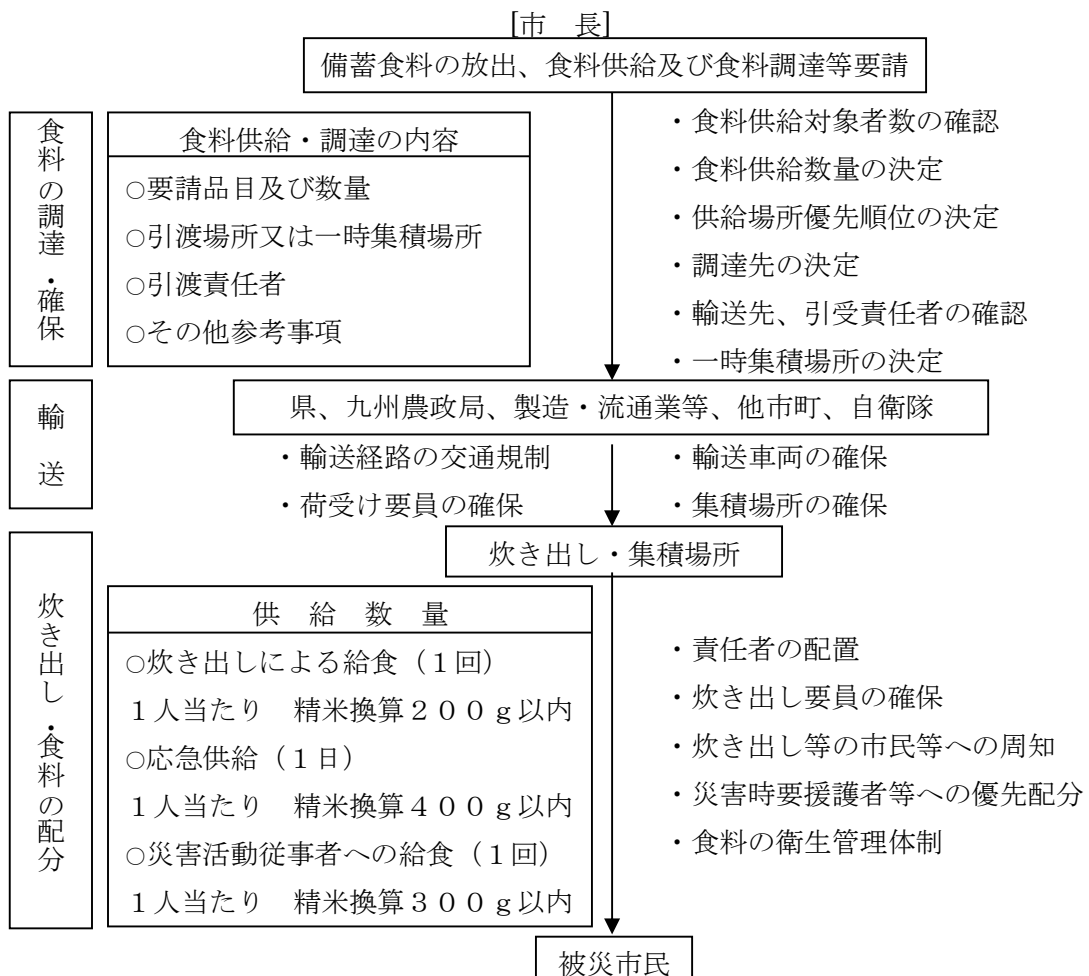 [市　長]
備蓄食料の放出、食料供給及び食料調達等要請
食料の調達・確保
食料供給・調達の内容
○要請品目及び数量
○引渡場所又は一時集積場所
○引渡責任者
○その他参考事項
・食料供給対象者数の確認
・食料供給数量の決定
・供給場所優先順位の決定
・調達先の決定
・輸送先、引受責任者の確認
・一時集積場所の決定
輸　送
県、九州農政局、製造・流通業等、他市町、自衛隊
・輸送経路の交通規制
・荷受け要員の確保
・輸送車両の確保
・集積場所の確保
炊き出し・集積場所
炊き出し・食料の配分
供　給　数　量
○炊き出しによる給食（１回）
１人当たり　精米換算２００ｇ以内
○応急供給（１日）
１人当たり　精米換算４００ｇ以内
○災害活動従事者への給食（１回）
１人当たり　精米換算３００ｇ以内
・責任者の配置
・炊き出し要員の確保
・炊き出し等の市民等への周知
・災害時要援護者等への優先配分
・食料の衛生管理体制
被災市民